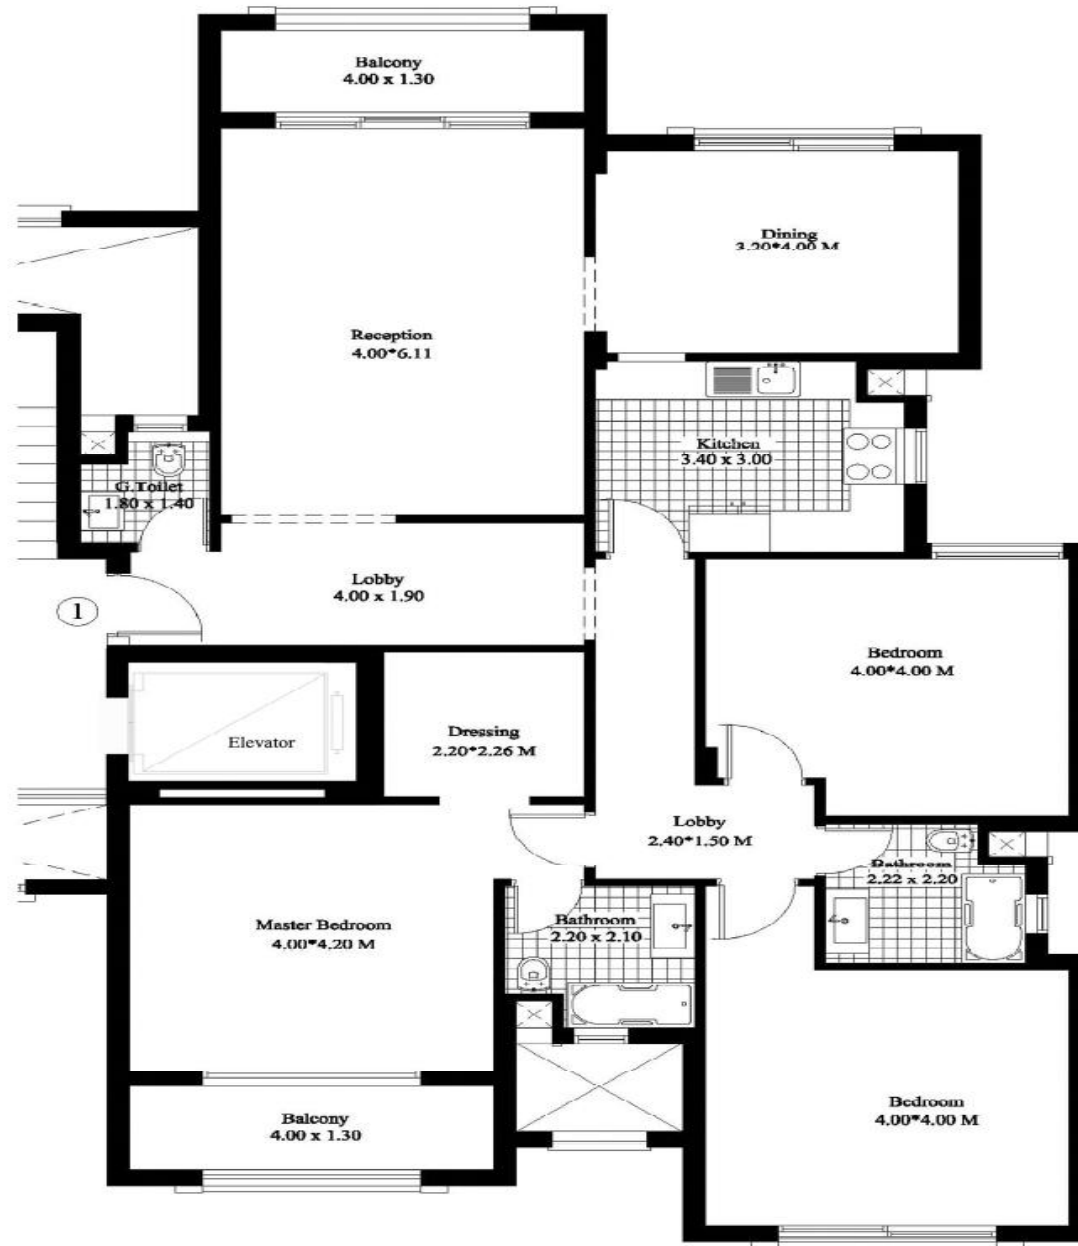 Balcony
4.00 x 1.30
Dining
3.20*4.00 M
Reception
4.00*6.11
Kitchen
3.40 x 3.00
G.Toilet
1.80 x 1.40
Lobby
4.00 x 1.90
1
Bedroom
4.00*4.00 M
Dressing
2.20*2.26 M
Elevator
Lobby
2.40*1.50 M
Bathroom
2.22 x 2.20
Master Bedroom
4.00*4.20 M
Bathroom
2.20 x 2.10
Bedroom
4.00*4.00 M
Balcony
4.00 x 1.30